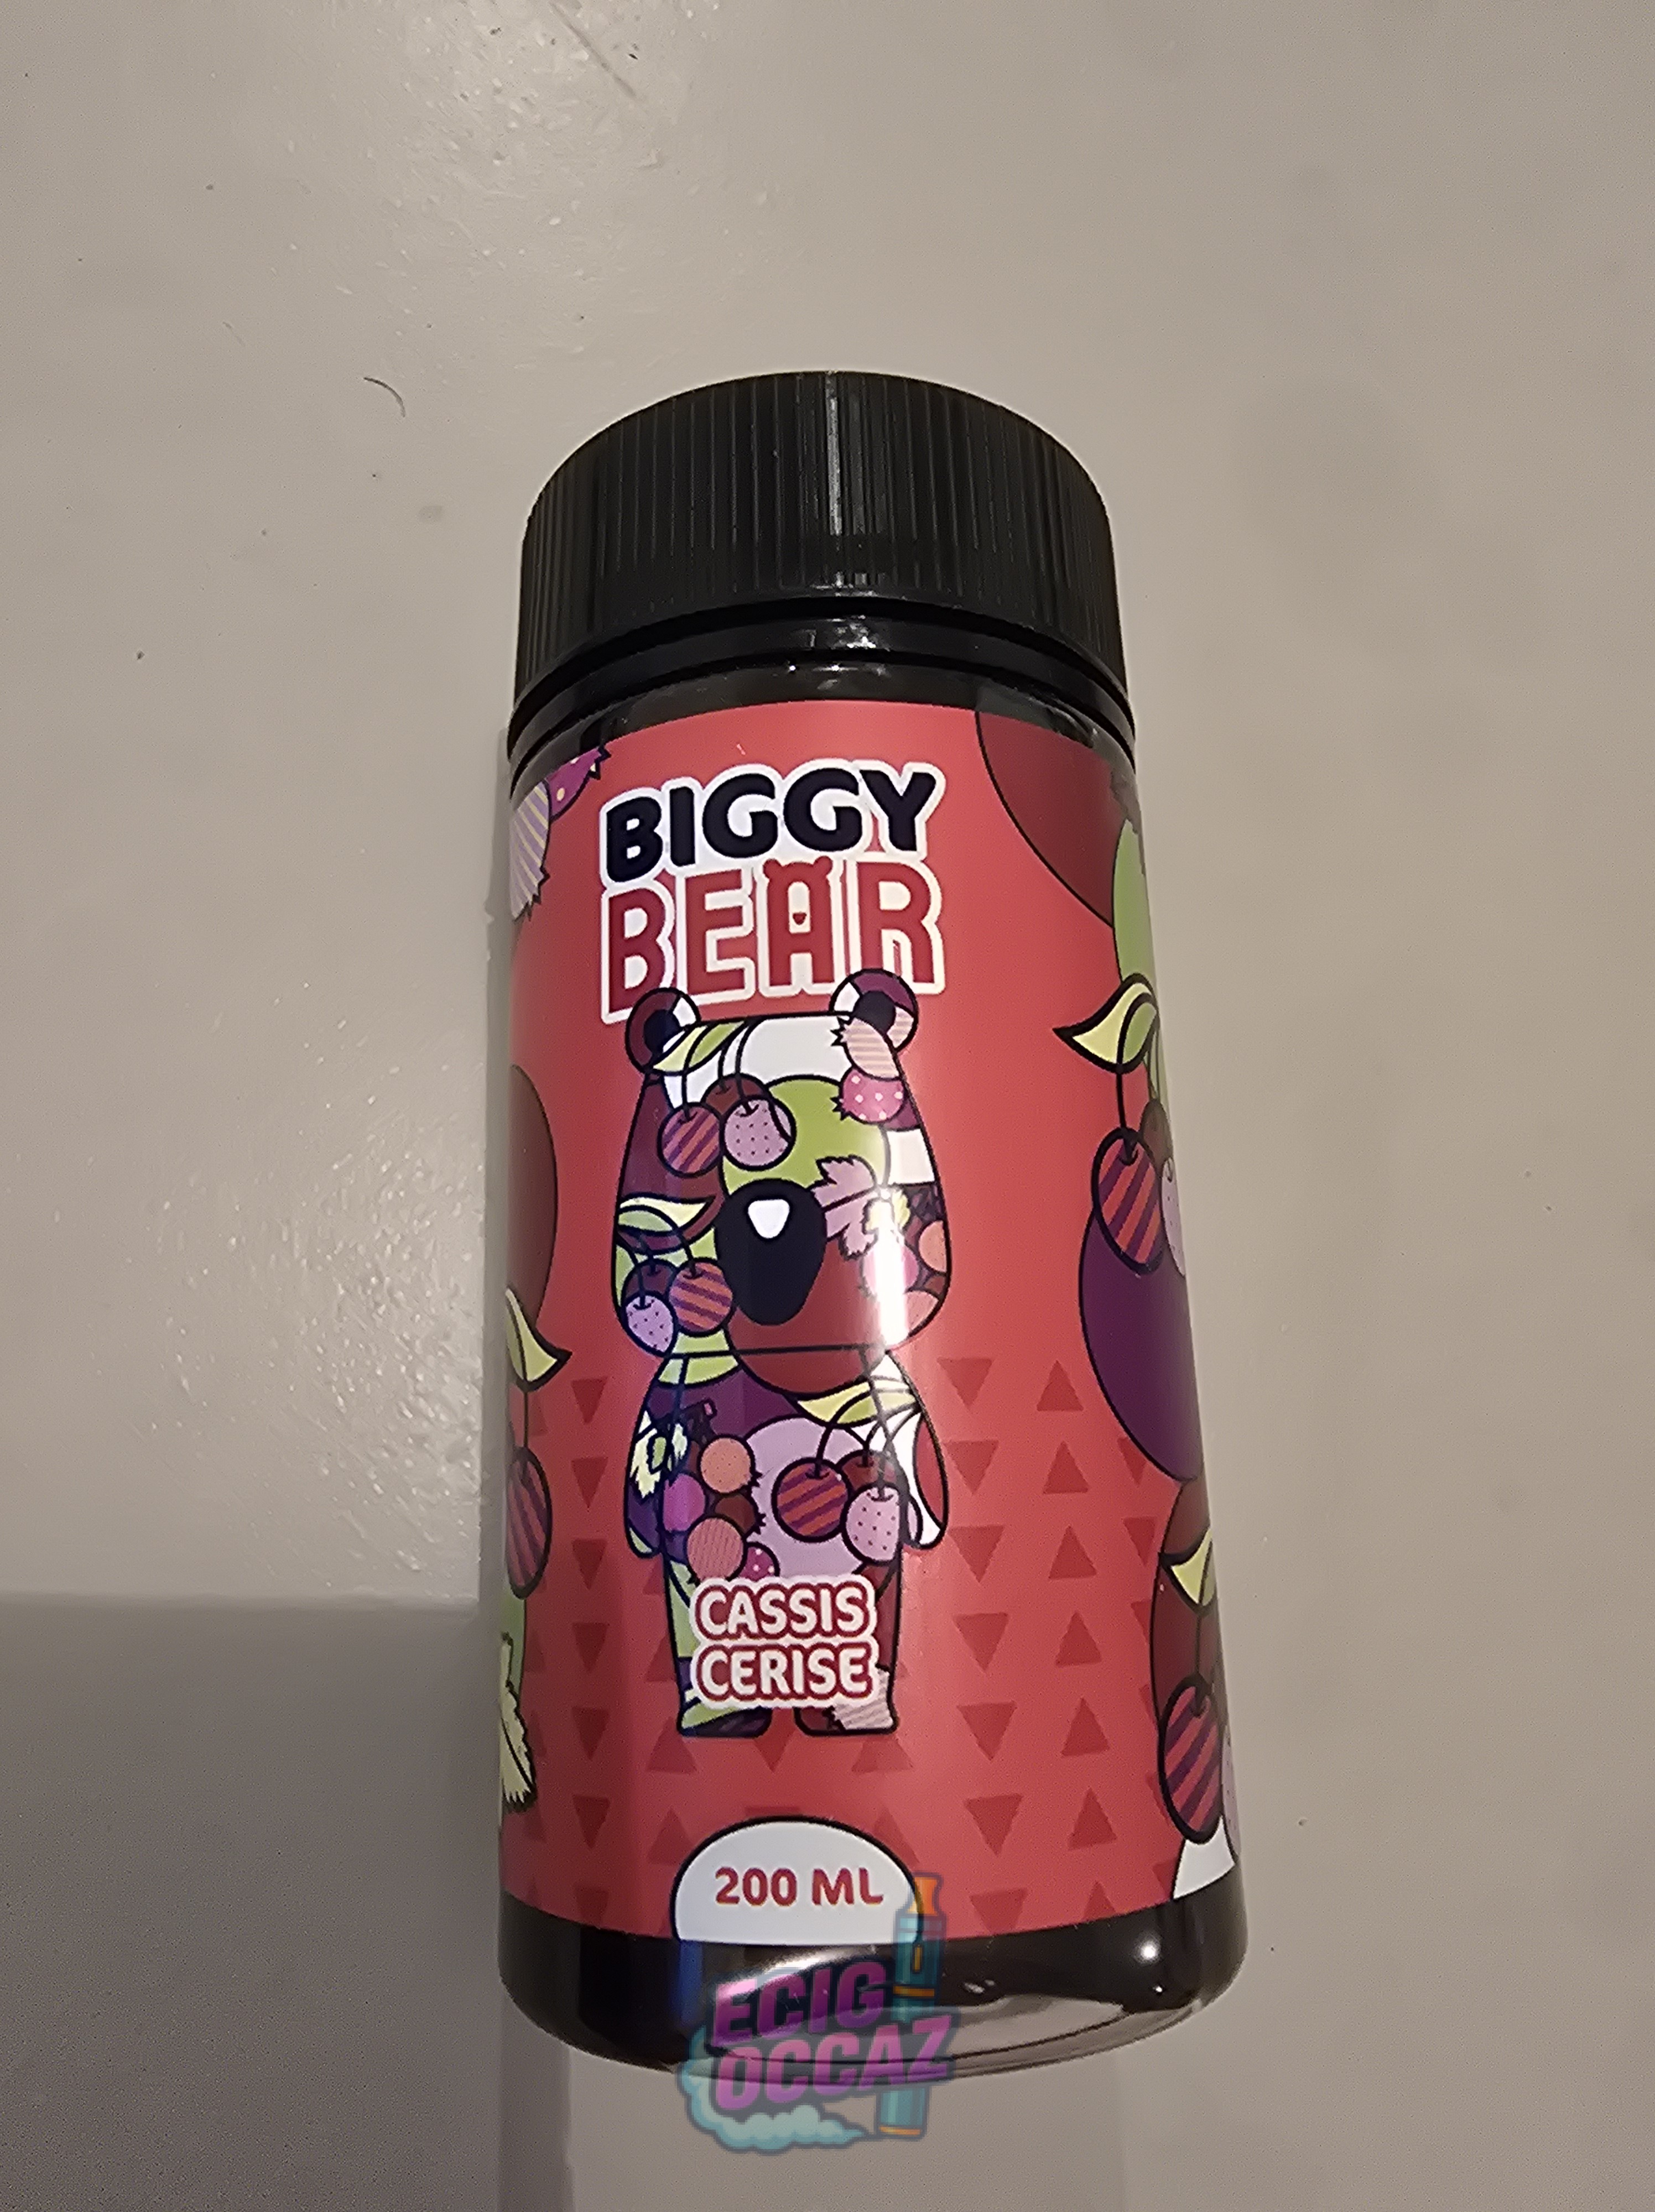 BIGGY
BEAR
CASSIS
CERISE
200 ML
ECIG
OCCAZ